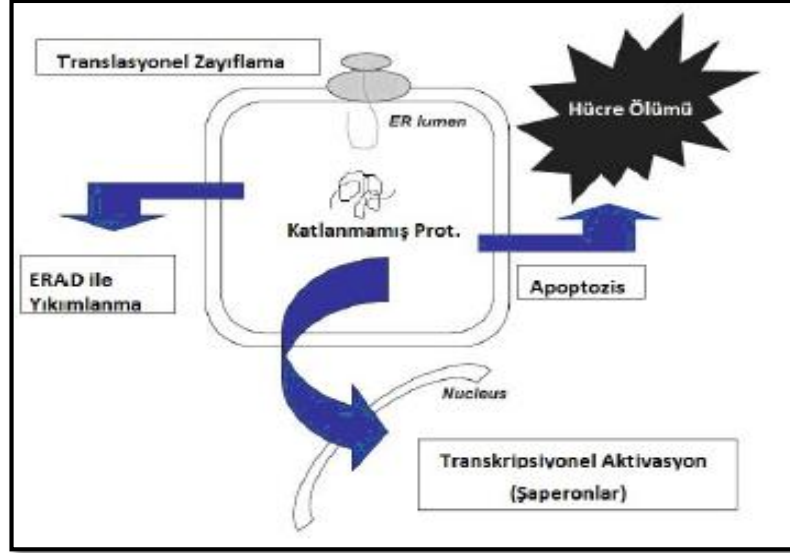 Translasyonel Zayıflama
Hücre Ölümü
ER lumen
Katlanmamış Prot.
ERAD ile
Yıkımlanma
Apoptozis
Nucleus
Transkripsiyonel Aktivasyon
(Şaperonlar)